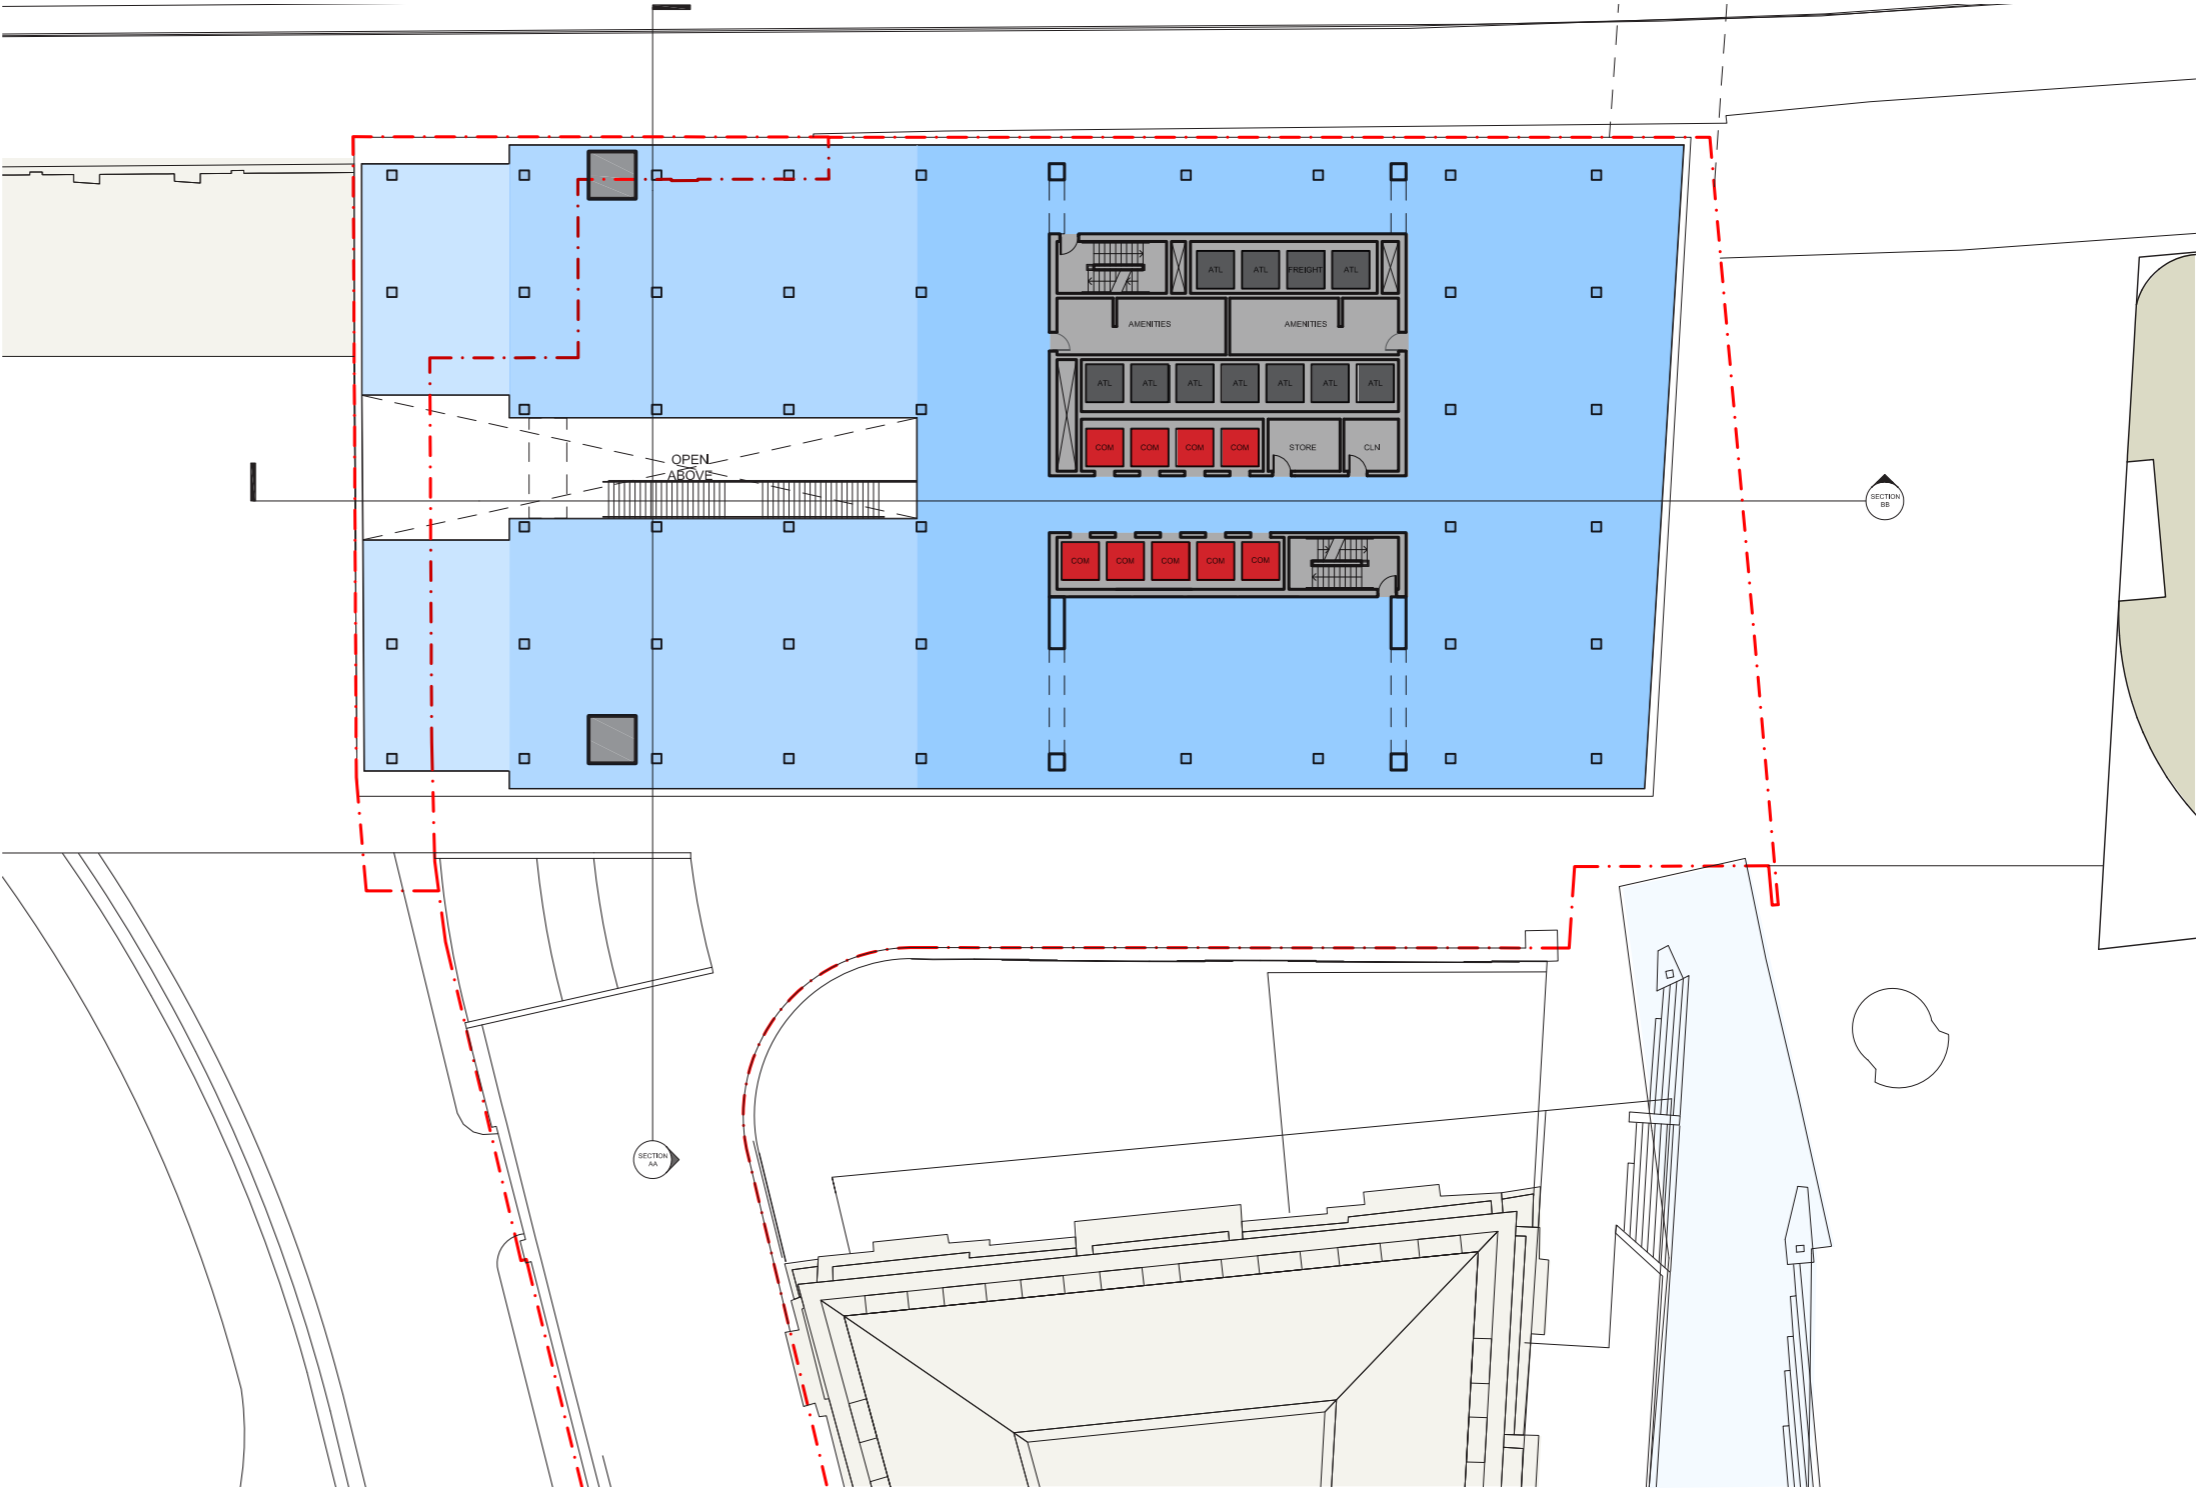 ATL ATL FREIGHT ATL
AMENITIES AMENITIES
ATL ATL ATL ATL ATL ATL ATL
COM COM COM COM STORE CLN
OPEN
ABOVE
SECTION
BB
COM COM COM COM COM
SECTION
AA